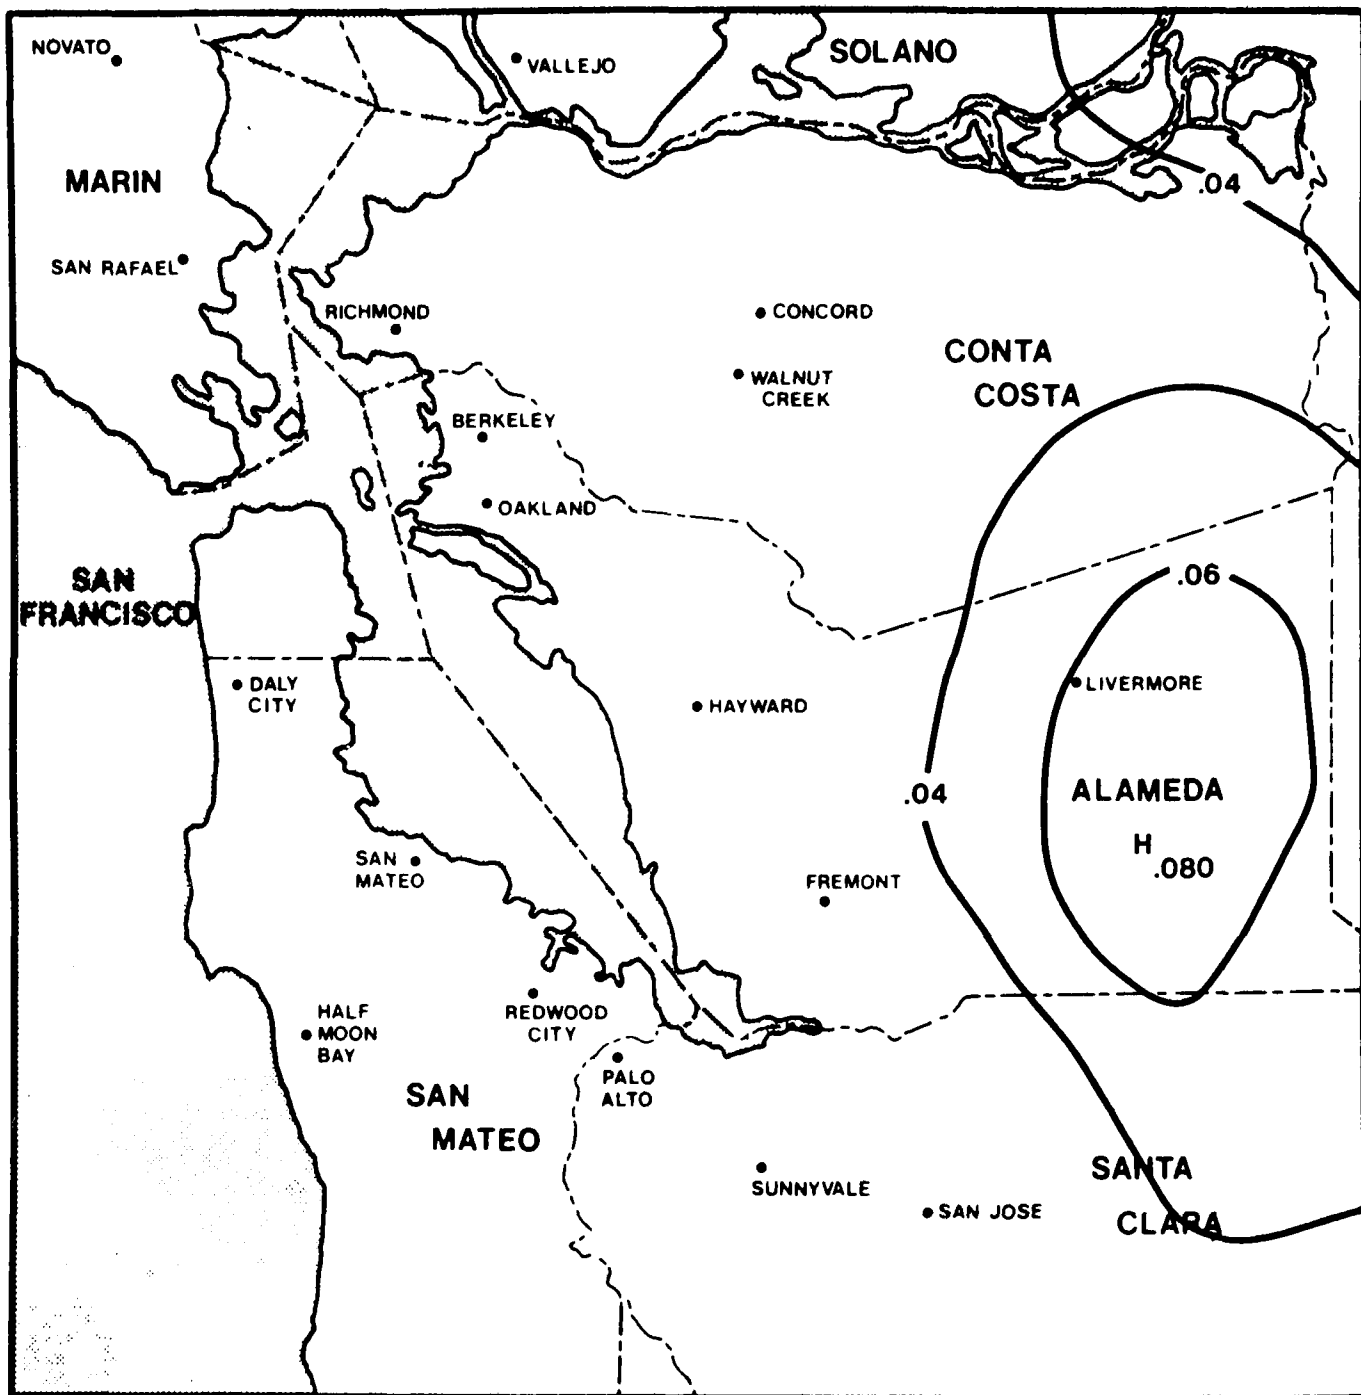 NOVATO
VALLEJO
SOLANO
MARIN
.04
SAN RAFAEL
RICHMOND
CONCORD
CONTA
COSTA
WALNUT
CREEK
BERKELEY
OAKLAND
SAN
FRANCISCO
.06
DALY
CITY
HAYWARD
LIVERMORE
.04
ALAMEDA
H
.080
SAN
MATEO
FREMONT
HALF
MOON
BAY
REDWOOD
CITY
PALO
ALTO
SAN
MATEO
SUNNYVALE
SAN JOSE
SANTA
CLARA